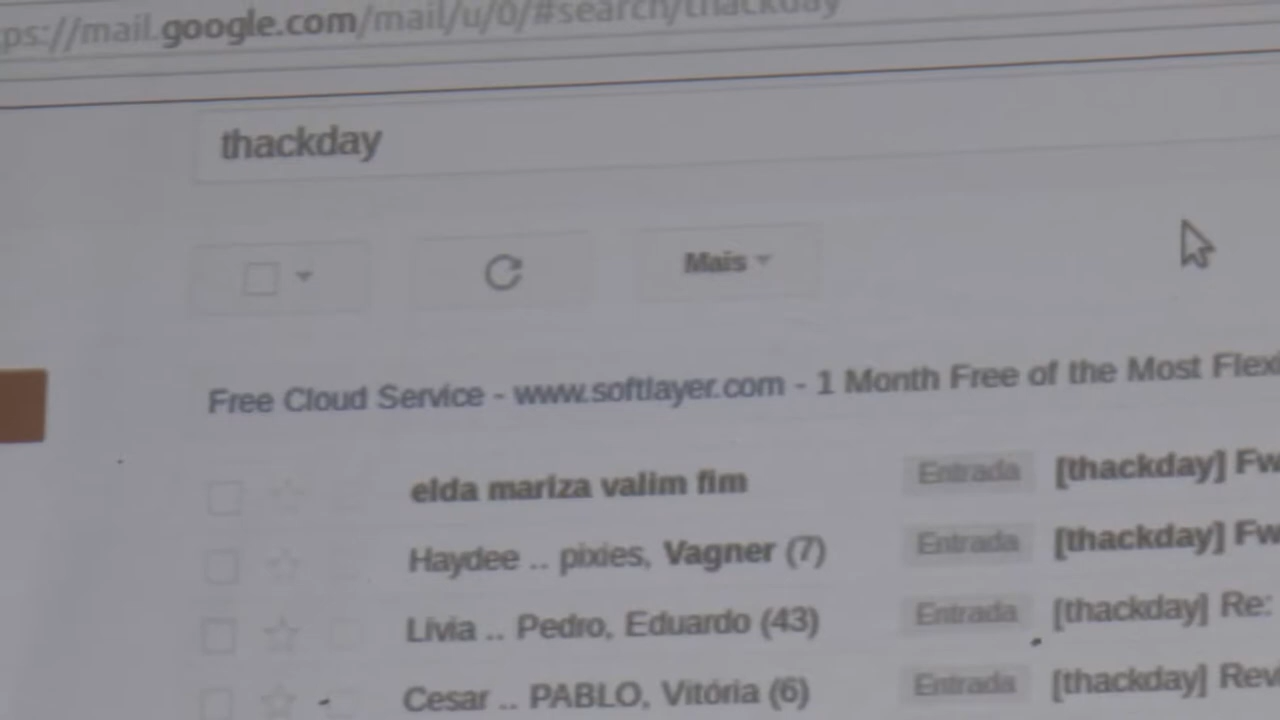 ps://mail.google.com/mail/u/0/#search/thackday
thackday
Mais
Free Cloud Service - www.softlayer.com - 1 Month Free of the Most Flexi
elda mariza valim fim Entrada [thackday] Fw
Haydee .. pixies, Vagner (7) Entrada [thackday] Fw
Livia .. Pedro, Eduardo (43) Entrada [thackday] Re:
Cesar .. PABLO, Vitória (6) Entrada [thackday] Rev